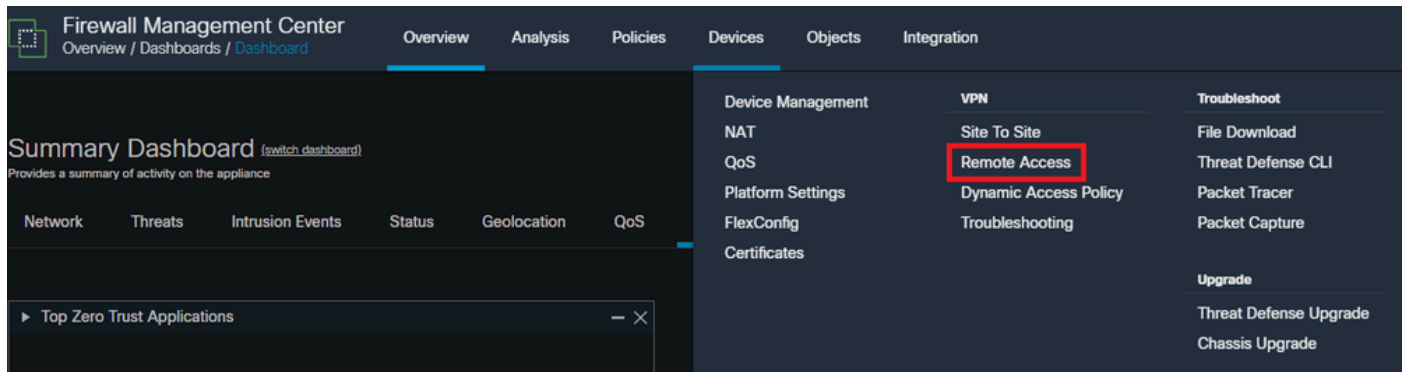 Firewall Management Center
Overview / Dashboards / Dashboard
Overview
Analysis
Policies
Devices
Objects
Integration
Summary Dashboard (switch dashboard)
Provides a summary of activity on the appliance
Network
Threats
Intrusion Events
Status
Geolocation
QoS
Top Zero Trust Applications
Device Management
NAT
QoS
Platform Settings
FlexConfig
Certificates
VPN
Site To Site
Remote Access
Dynamic Access Policy
Troubleshooting
Troubleshoot
File Download
Threat Defense CLI
Packet Tracer
Packet Capture
Upgrade
Threat Defense Upgrade
Chassis Upgrade